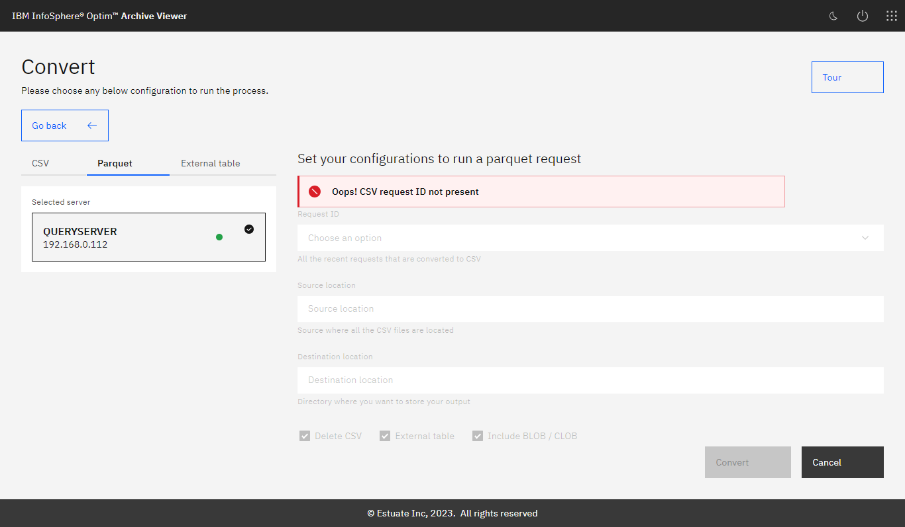 IBM InfoSphere® Optim™ Archive Viewer
Convert
Please choose any below configuration to run the process.
Tour
Go back
CSV
Parquet
External table
Selected server
QUERYSERVER
192.168.0.112
Set your configurations to run a parquet request
Oops! CSV request ID not present
Request ID
Choose an option
All the recent requests that are converted to CSV
Source location
Source location
Source where all the CSV files are located
Destination location
Destination location
Directory where you want to store your output
Delete CSV
External table
Include BLOB / CLOB
Convert
Cancel
© Estuate Inc, 2023. All rights reserved